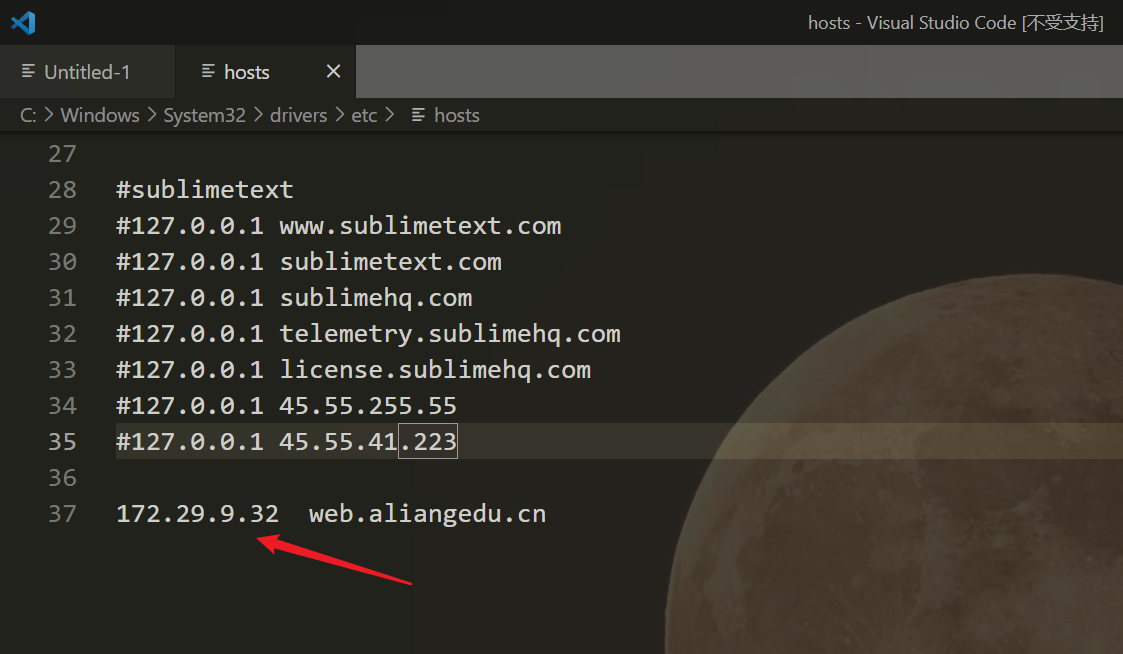 hosts - Visual Studio Code [不受支持]
Untitled-1 hosts
C: > Windows > System32 > drivers > etc > hosts
27
28 #sublimetext
29 #127.0.0.1 www.sublimetext.com
30 #127.0.0.1 sublimetext.com
31 #127.0.0.1 sublimehq.com
32 #127.0.0.1 telemetry.sublimehq.com
33 #127.0.0.1 license.sublimehq.com
34 #127.0.0.1 45.55.255.55
35 #127.0.0.1 45.55.41.223
36
37 172.29.9.32  web.aliangedu.cn